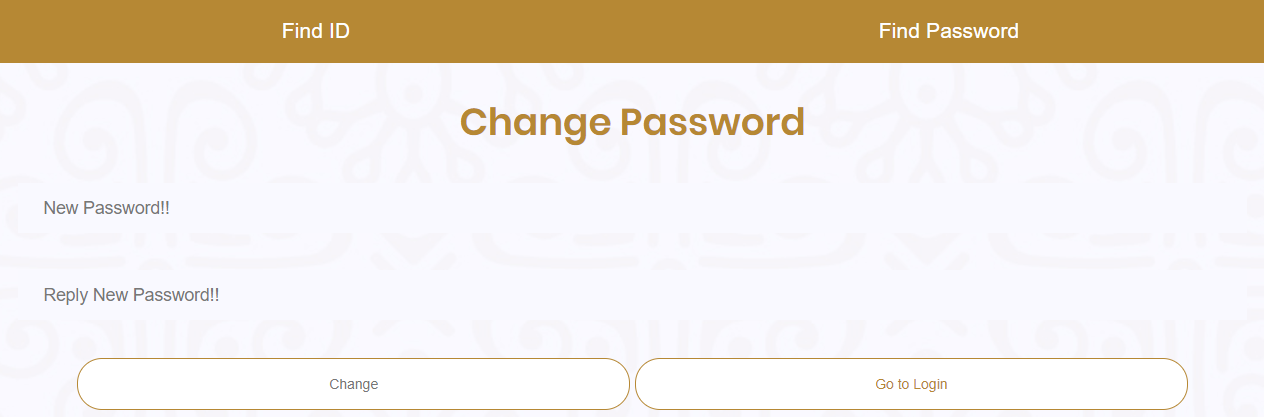 Find ID
Find Password
Change Password
New Password!!
Reply New Password!!
Change
Go to Login